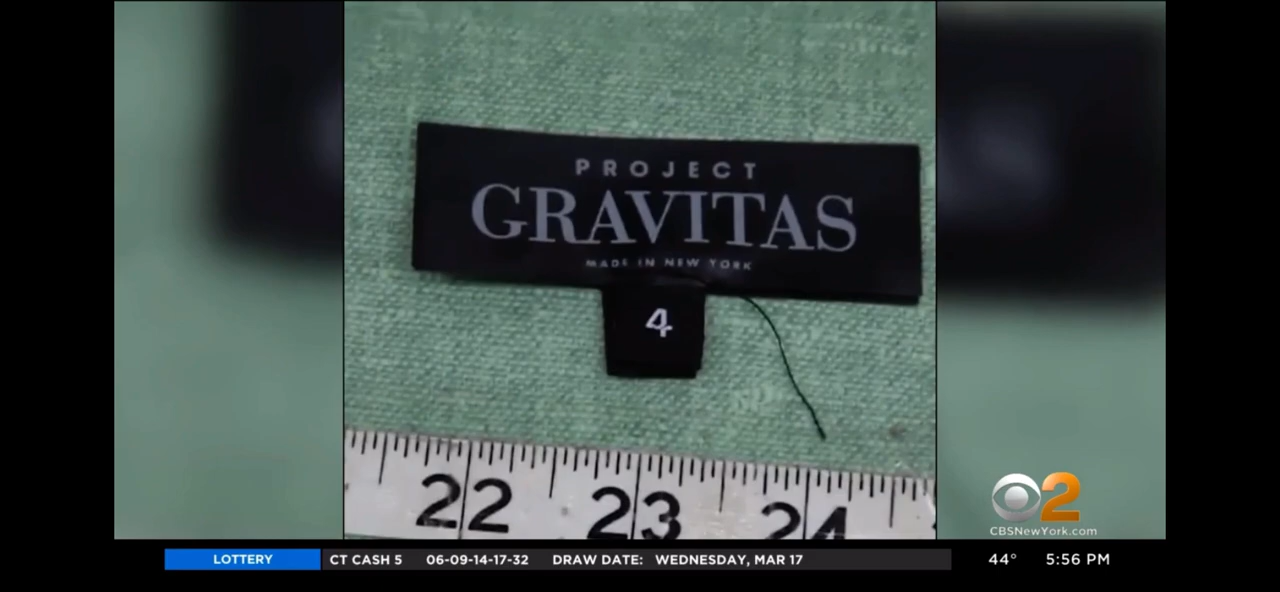 PROJECT
GRAVITAS
MADE IN NEW YORK
4
22 23 24
2
CBSNewYork.com
LOTTERY CT CASH 5 06-09-14-17-32 DRAW DATE: WEDNESDAY, MAR 17 44° 5:56 PM